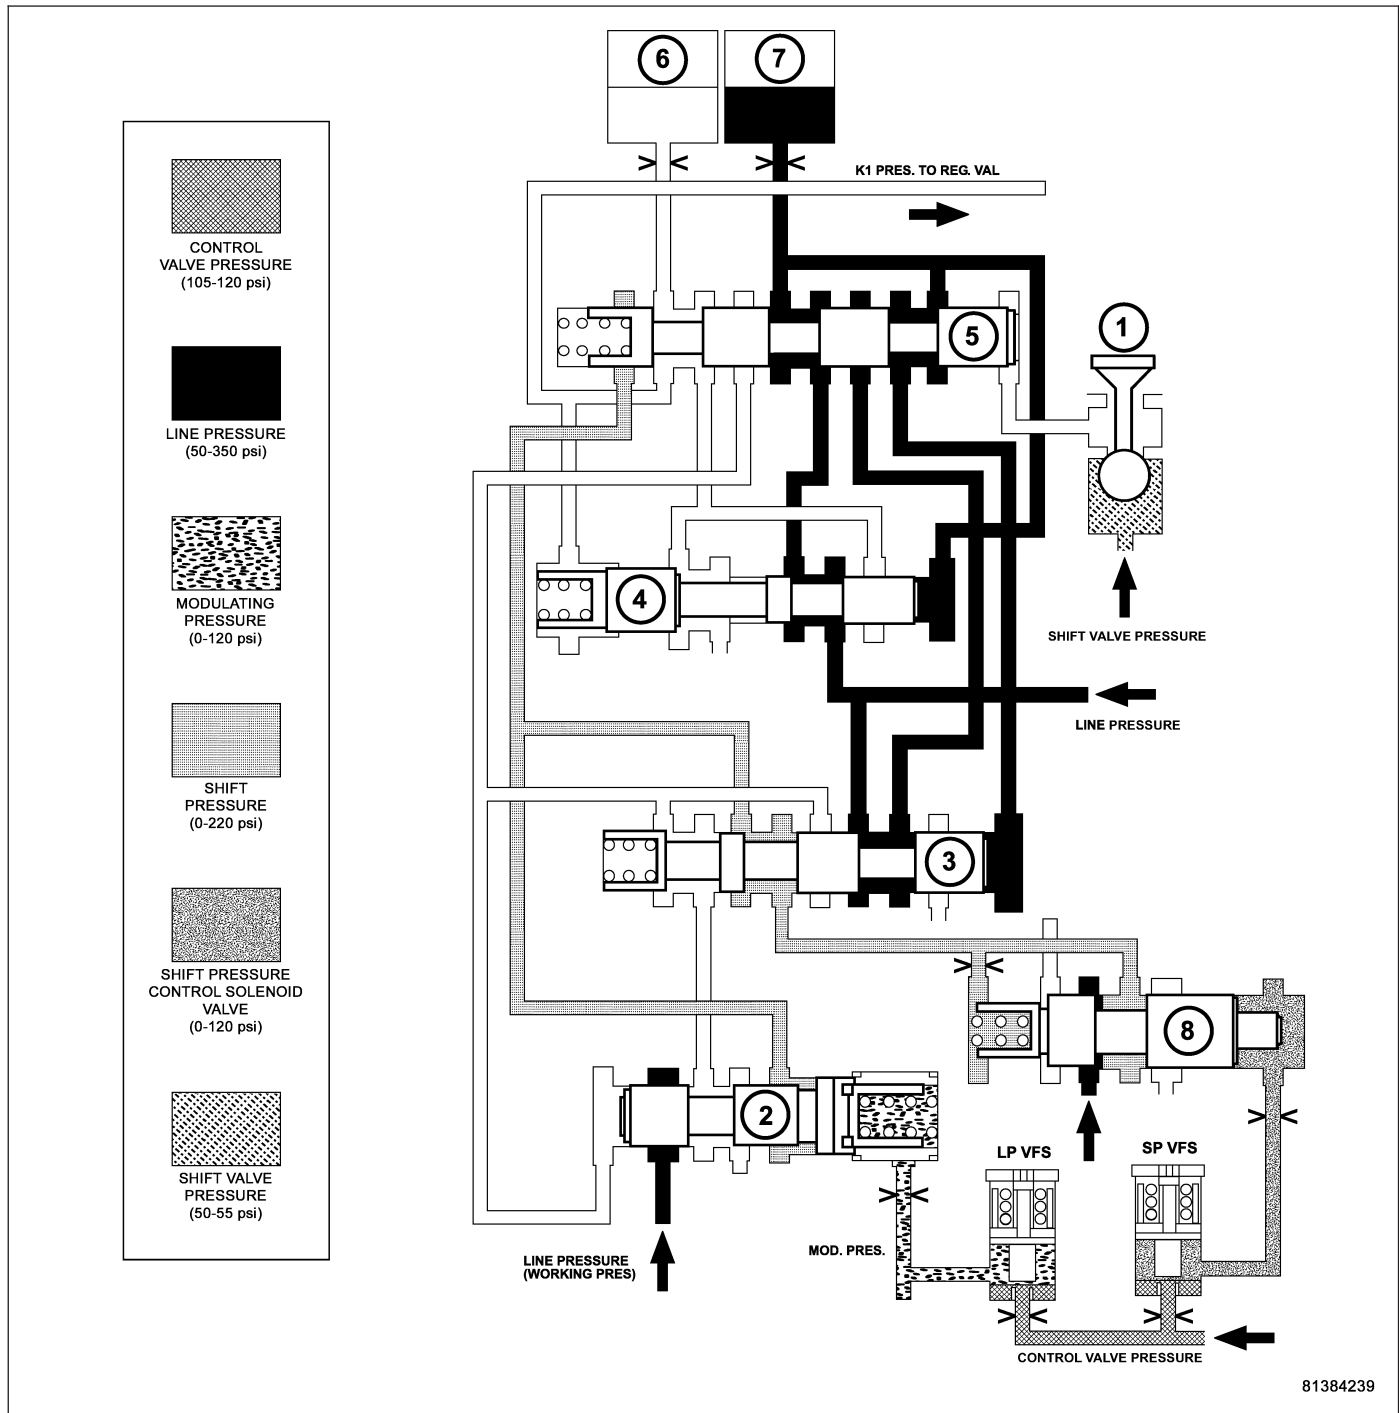 6
7
K1 PRES. TO REG. VAL
CONTROL
VALVE PRESSURE
(105-120 psi)
5
1
LINE PRESSURE
(50-350 psi)
MODULATING
PRESSURE
(0-120 psi)
4
SHIFT VALVE PRESSURE
LINE PRESSURE
SHIFT
PRESSURE
(0-220 psi)
3
SHIFT PRESSURE
CONTROL SOLENOID
VALVE
(0-120 psi)
8
2
SHIFT VALVE
PRESSURE
(50-55 psi)
LP VFS
SP VFS
MOD. PRES.
LINE PRESSURE
(WORKING PRES)
CONTROL VALVE PRESSURE
81384239